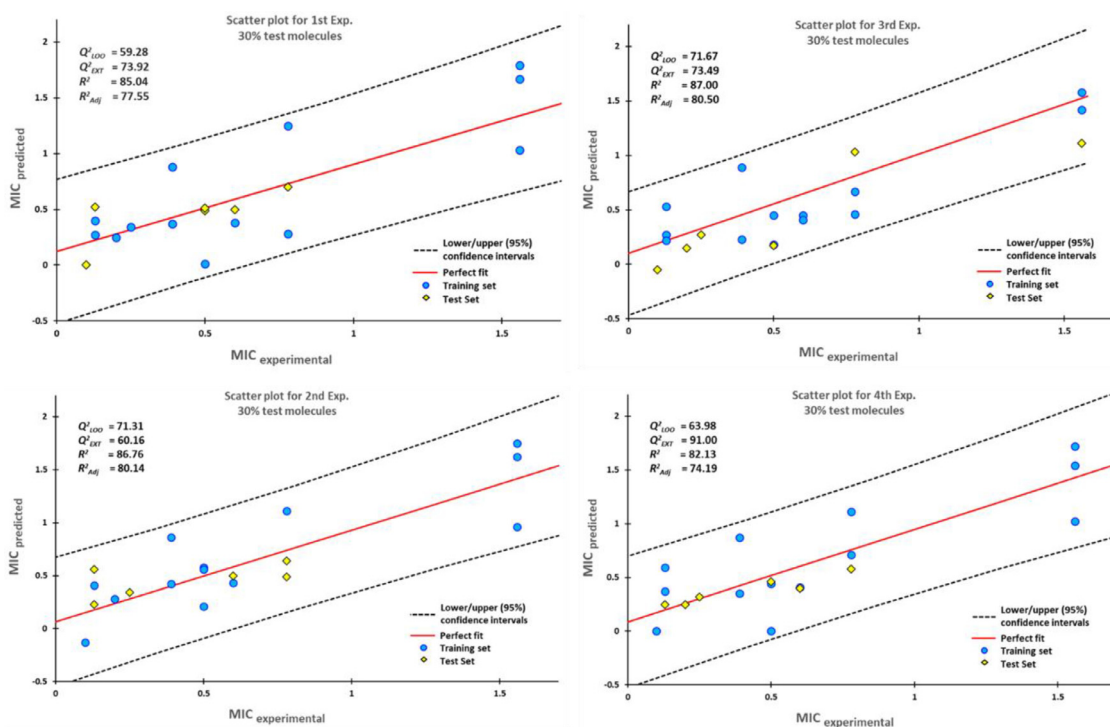 Scatter plot for 1st Exp.
30% test molecules
Q²LOO = 59.28
Q²EXT = 73.92
R² = 85.04
R²Adj = 77.55
MIC predicted
2
1.5
1
0.5
0
-0.5
0
0.5
1
1.5
MIC experimental
Lower/upper (95%)
confidence intervals
Perfect fit
Training set
Test Set
Scatter plot for 3rd Exp.
30% test molecules
Q²LOO = 71.67
Q²EXT = 73.49
R² = 87.00
R²Adj = 80.50
MIC predicted
2
1.5
1
0.5
0
-0.5
0
0.5
1
1.5
MIC experimental
Lower/upper (95%)
confidence intervals
Perfect fit
Training set
Test Set
Scatter plot for 2nd Exp.
30% test molecules
Q²LOO = 71.31
Q²EXT = 60.16
R² = 86.76
R²Adj = 80.14
MIC predicted
2
1.5
1
0.5
0
-0.5
0
0.5
1
1.5
MIC experimental
Lower/upper (95%)
confidence intervals
Perfect fit
Training set
Test Set
Scatter plot for 4th Exp.
30% test molecules
Q²LOO = 63.98
Q²EXT = 91.00
R² = 82.13
R²Adj = 74.19
MIC predicted
2
1.5
1
0.5
0
-0.5
0
0.5
1
1.5
MIC experimental
Lower/upper (95%)
confidence intervals
Perfect fit
Training set
Test Set